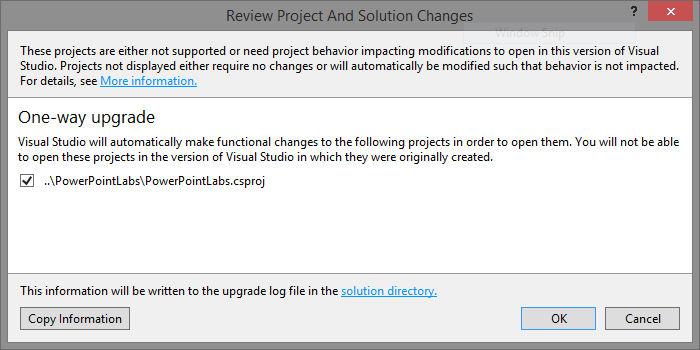 Review Project And Solution Changes
?
Window Snip
These projects are either not supported or need project behavior impacting modifications to open in this version of Visual
Studio. Projects not displayed either require no changes or will automatically be modified such that behavior is not impacted.
For details, see More information.
One-way upgrade
Visual Studio will automatically make functional changes to the following projects in order to open them. You will not be able
to open these projects in the version of Visual Studio in which they were originally created.
..\PowerPointLabs\PowerPointLabs.csproj
This information will be written to the upgrade log file in the solution directory.
Copy Information OK Cancel